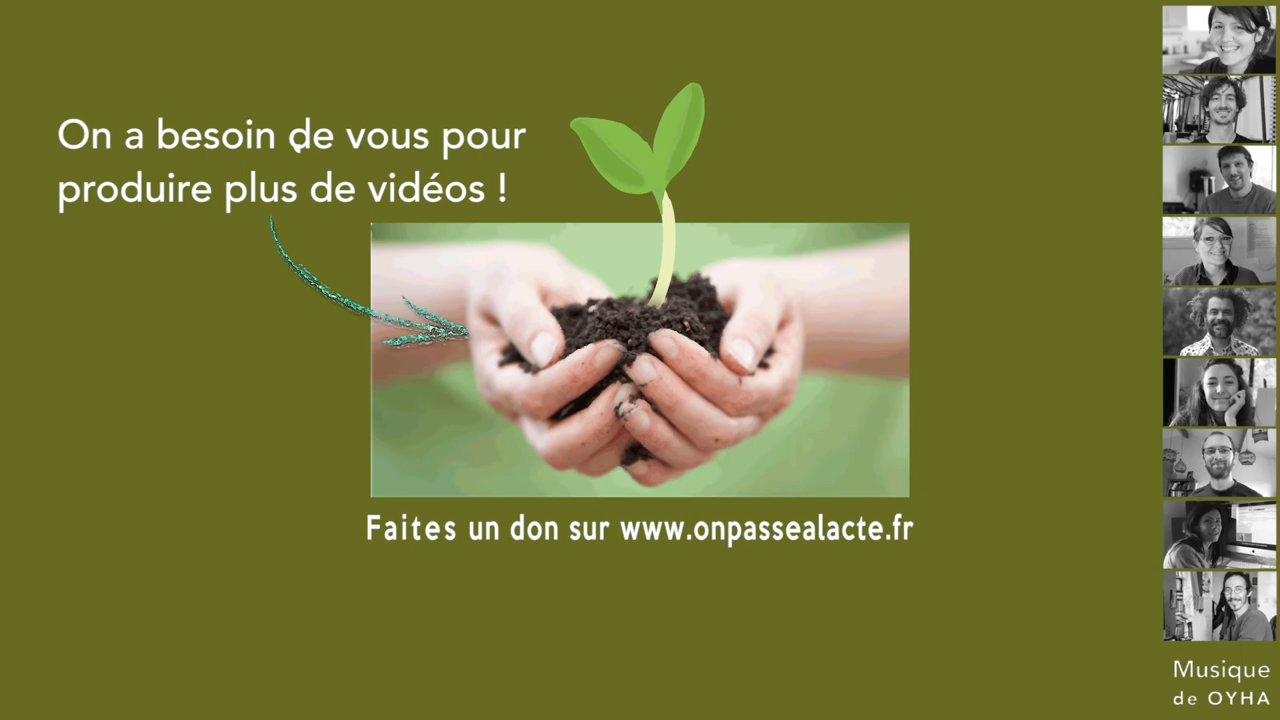 On a besoin de vous pour
produire plus de vidéos !
Faites un don sur www.onpassealacte.fr
Musique
de OYHA